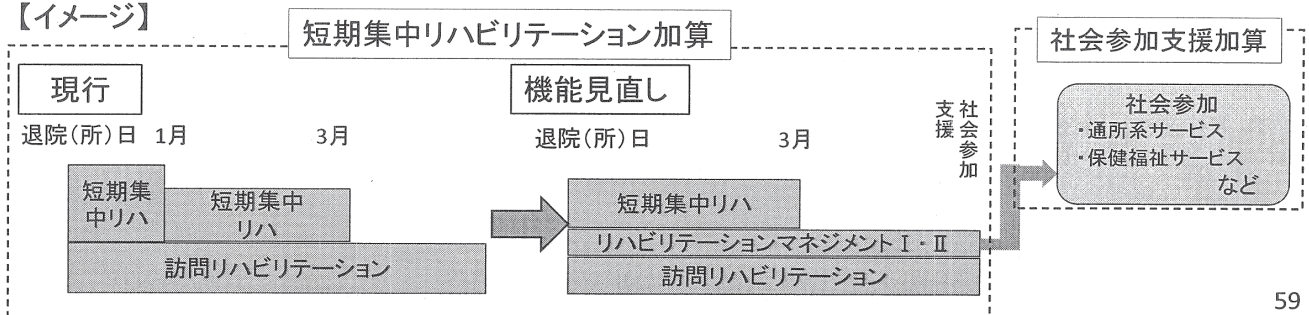 【イメージ】
短期集中リハビリテーション加算
社会参加支援加算
現行
退院(所)日 1月 3月
短期集
中リハ
短期集中
リハ
訪問リハビリテーション
機能見直し
退院(所)日 3月
短期集中リハ
リハビリテーションマネジメントⅠ・Ⅱ
訪問リハビリテーション
社会参加
支援
社会参加
・通所系サービス
・保健福祉サービス
など
59